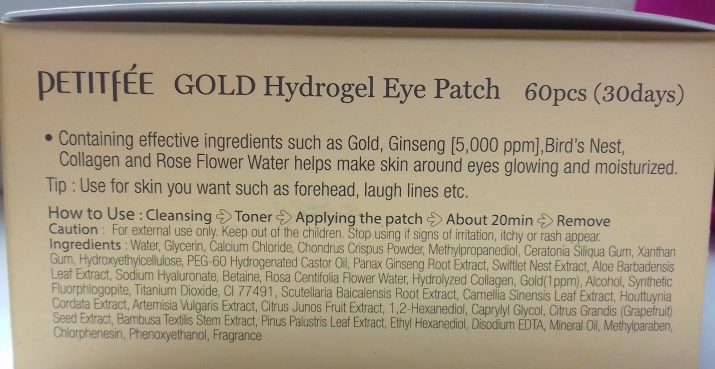 PETITFÉE GOLD Hydrogel Eye Patch 60pcs (30days)
• Containing effective ingredients such as Gold, Ginseng [5,000 ppm],Bird's Nest,
Collagen and Rose Flower Water helps make skin around eyes glowing and moisturized.
Tip : Use for skin you want such as forehead, laugh lines etc.
How to Use : Cleansing ⇨ Toner ⇨ Applying the patch ⇨ About 20min ⇨ Remove
Caution : For external use only. Keep out of the children. Stop using if signs of irritation, itchy or rash appear.
Ingredients : Water, Glycerin, Calcium Chloride, Chondrus Crispus Powder, Methylpropanediol, Ceratonia Siliqua Gum, Xanthan
Gum, Hydroxyethylcellulose, PEG-60 Hydrogenated Castor Oil, Panax Ginseng Root Extract, Swiftlet Nest Extract, Aloe Barbadensis
Leaf Extract, Sodium Hyaluronate, Betaine, Rosa Centifolia Flower Water, Hydrolyzed Collagen, Gold(1ppm), Alcohol, Synthetic
Fluorphlogopite, Titanium Dioxide, CI 77491, Scutellaria Baicalensis Root Extract, Camellia Sinensis Leaf Extract, Houttuynia
Cordata Extract, Artemisia Vulgaris Extract, Citrus Junos Fruit Extract, 1,2-Hexanediol, Caprylyl Glycol, Citrus Grandis (Grapefruit)
Seed Extract, Bambusa Textilis Stem Extract, Pinus Palustris Leaf Extract, Ethyl Hexanediol, Disodium EDTA, Mineral Oil, Methylparaben,
Chlorphenesin, Phenoxyethanol, Fragrance